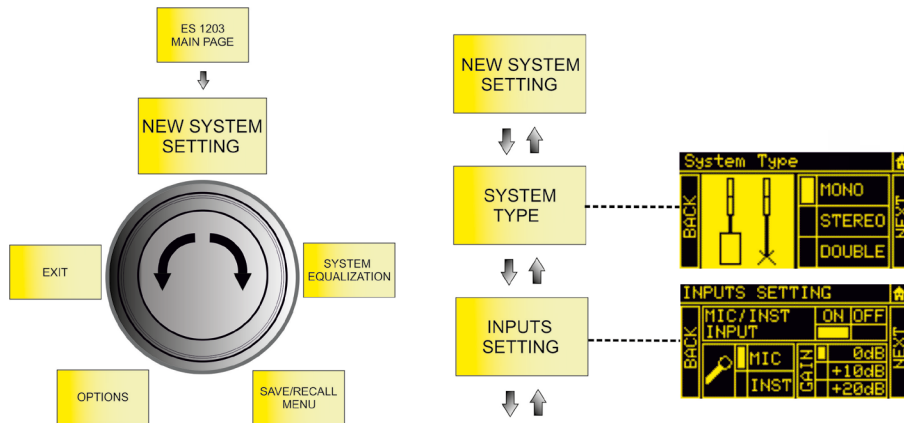 ES 1203
MAIN PAGE
NEW SYSTEM
SETTING
EXIT
SYSTEM
EQUALIZATION
OPTIONS
SAVE/RECALL
MENU
NEW SYSTEM
SETTING
SYSTEM
TYPE
INPUTS
SETTING
System Type
BACK
MONO
STEREO
DOUBLE
NEXT
INPUTS SETTING
BACK
MIC/INST
INPUT
ON OFF
MIC
INST
GAIN
0dB
+10dB
+20dB
NEXT